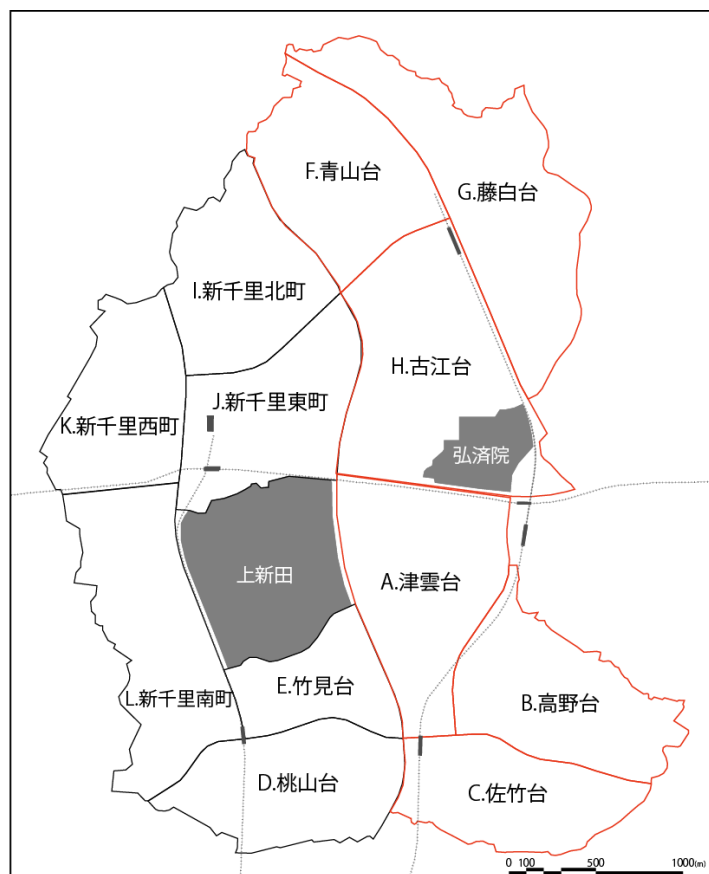 F.青山台
G.藤白台
I.新千里北町
H.古江台
J.新千里東町
K.新千里西町
弘済院
上新田
A.津雲台
E.竹見台
L.新千里南町
B.高野台
D.桃山台
C.佐竹台
0 100 500 1000(m)